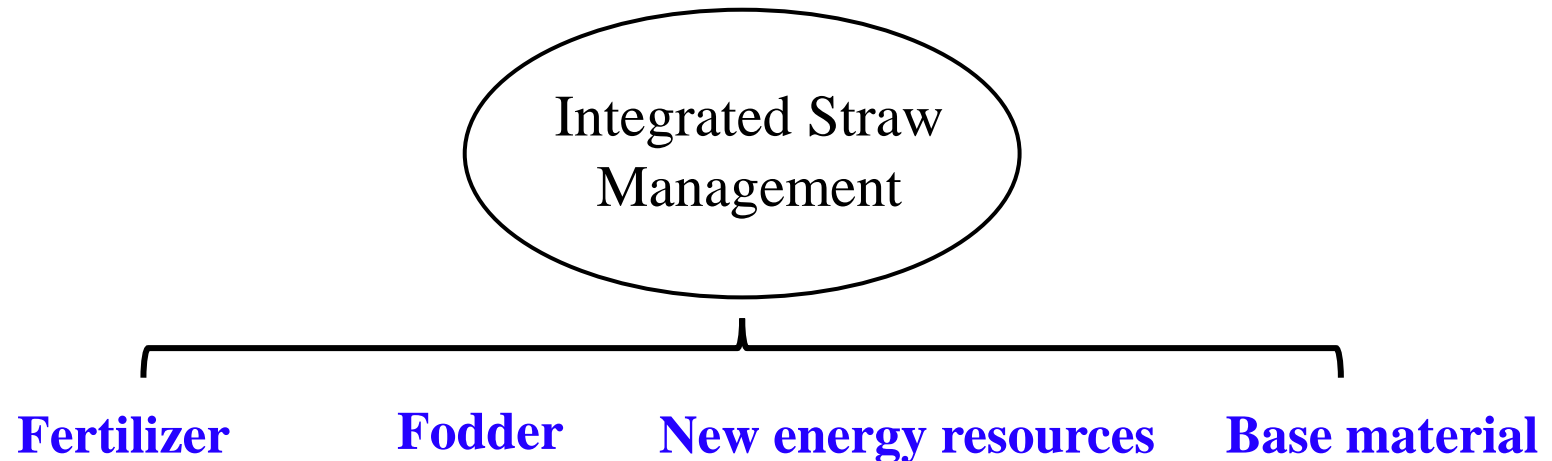 Integrated Straw
Management
Fertilizer Fodder New energy resources Base material